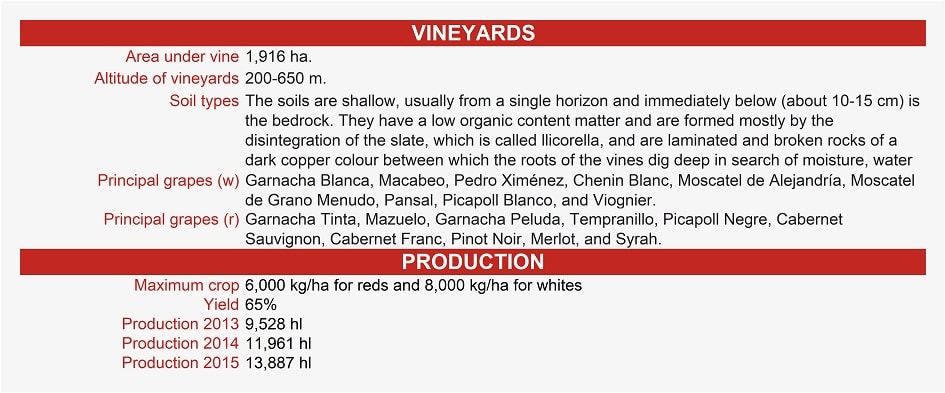 VINEYARDS
Area under vine 1,916 ha.
Altitude of vineyards 200-650 m.
Soil types The soils are shallow, usually from a single horizon and immediately below (about 10-15 cm) is
the bedrock. They have a low organic content matter and are formed mostly by the
disintegration of the slate, which is called llicorella, and are laminated and broken rocks of a
dark copper colour between which the roots of the vines dig deep in search of moisture, water
Principal grapes (w) Garnacha Blanca, Macabeo, Pedro Ximénez, Chenin Blanc, Moscatel de Alejandría, Moscatel
de Grano Menudo, Pansal, Picapoll Blanco, and Viognier.
Principal grapes (r) Garnacha Tinta, Mazuelo, Garnacha Peluda, Tempranillo, Picapoll Negre, Cabernet
Sauvignon, Cabernet Franc, Pinot Noir, Merlot, and Syrah.
PRODUCTION
Maximum crop 6,000 kg/ha for reds and 8,000 kg/ha for whites
Yield 65%
Production 2013 9,528 hl
Production 2014 11,961 hl
Production 2015 13,887 hl